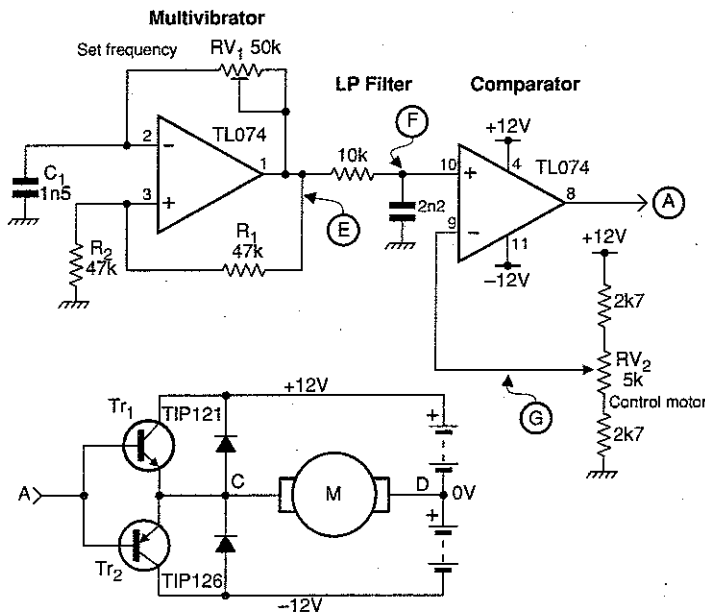 Multivibrator
Set frequency
RV1 50k
LP Filter
Comparator
+12V
2
−
TL074
1
10k
F
10
+
4
TL074
8
A
C1
1n5
3
+
E
2n2
9
−
11
−12V
R2
47k
R1
47k
+12V
2k7
RV2
5k
Control motor
G
2k7
+12V
Tr1
TIP121
+
A
C
M
D
0V
+
Tr2
TIP126
−12V